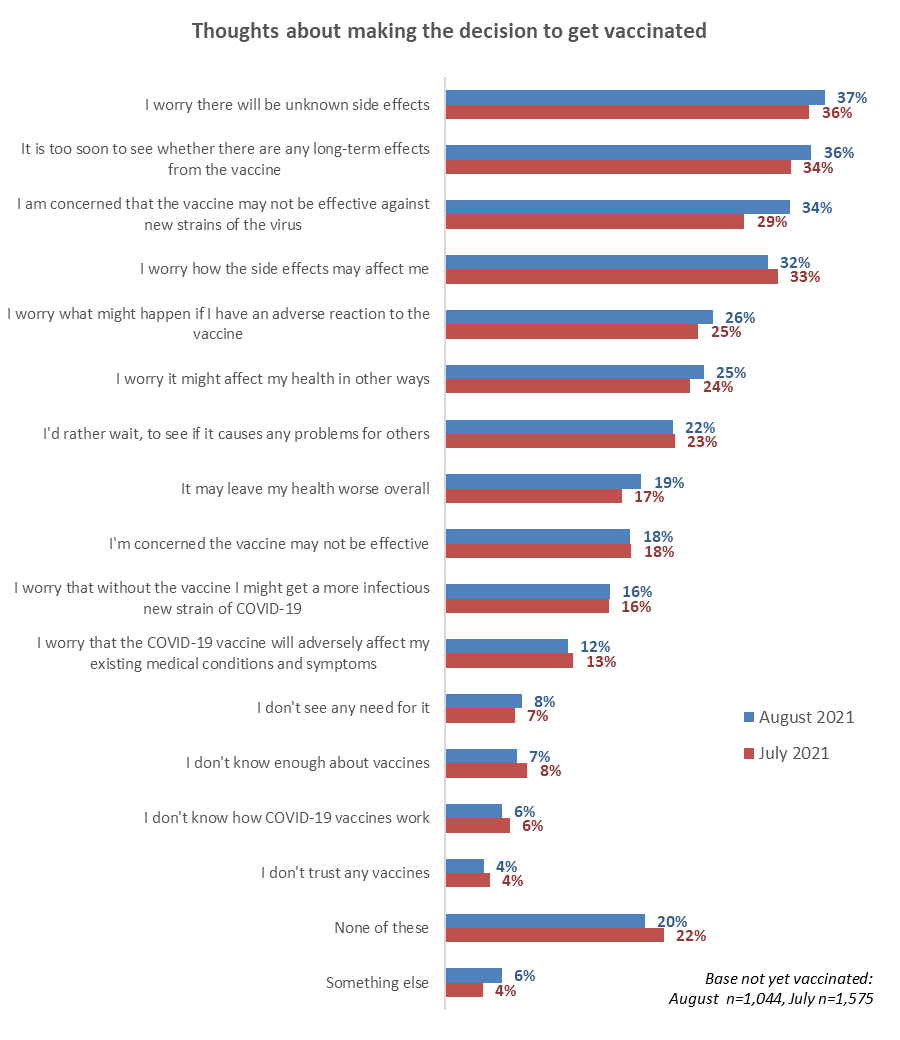 Thoughts about making the decision to get vaccinated
I worry there will be unknown side effects
37%
36%
It is too soon to see whether there are any long-term effects
from the vaccine
36%
34%
I am concerned that the vaccine may not be effective against
new strains of the virus
34%
29%
I worry how the side effects may affect me
32%
33%
I worry what might happen if I have an adverse reaction to the
vaccine
26%
25%
I worry it might affect my health in other ways
25%
24%
I'd rather wait, to see if it causes any problems for others
22%
23%
It may leave my health worse overall
19%
17%
I'm concerned the vaccine may not be effective
18%
18%
I worry that without the vaccine I might get a more infectious
new strain of COVID-19
16%
16%
I worry that the COVID-19 vaccine will adversely affect my
existing medical conditions and symptoms
12%
13%
I don't see any need for it
8%
7%
I don't know enough about vaccines
7%
8%
I don't know how COVID-19 vaccines work
6%
6%
I don't trust any vaccines
4%
4%
None of these
20%
22%
Something else
6%
4%
August 2021
July 2021
Base not yet vaccinated:
August n=1,044, July n=1,575